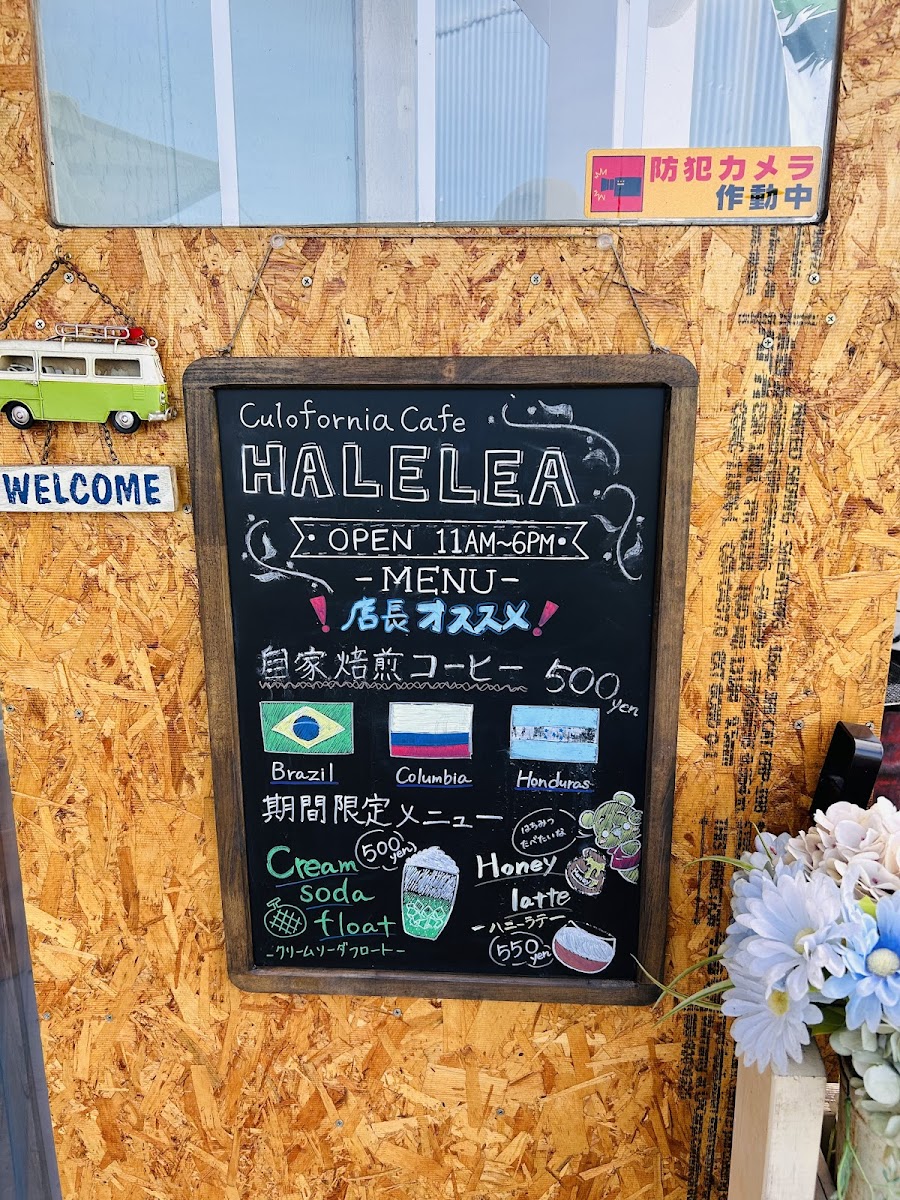 防犯カメラ
作動中
WELCOME
Culofornia Cafe
HALELEA
OPEN 11AM~6PM
-MENU-
!店長オススメ!
自家焙煎コーヒー 500yen
Brazil Columbia Honduras
期間限定メニュー
Cream 500yen
soda
float
-クリームソーダフロート-
はちみつ
たべたいな
Honey
latte
-ハニーラテ-
550yen